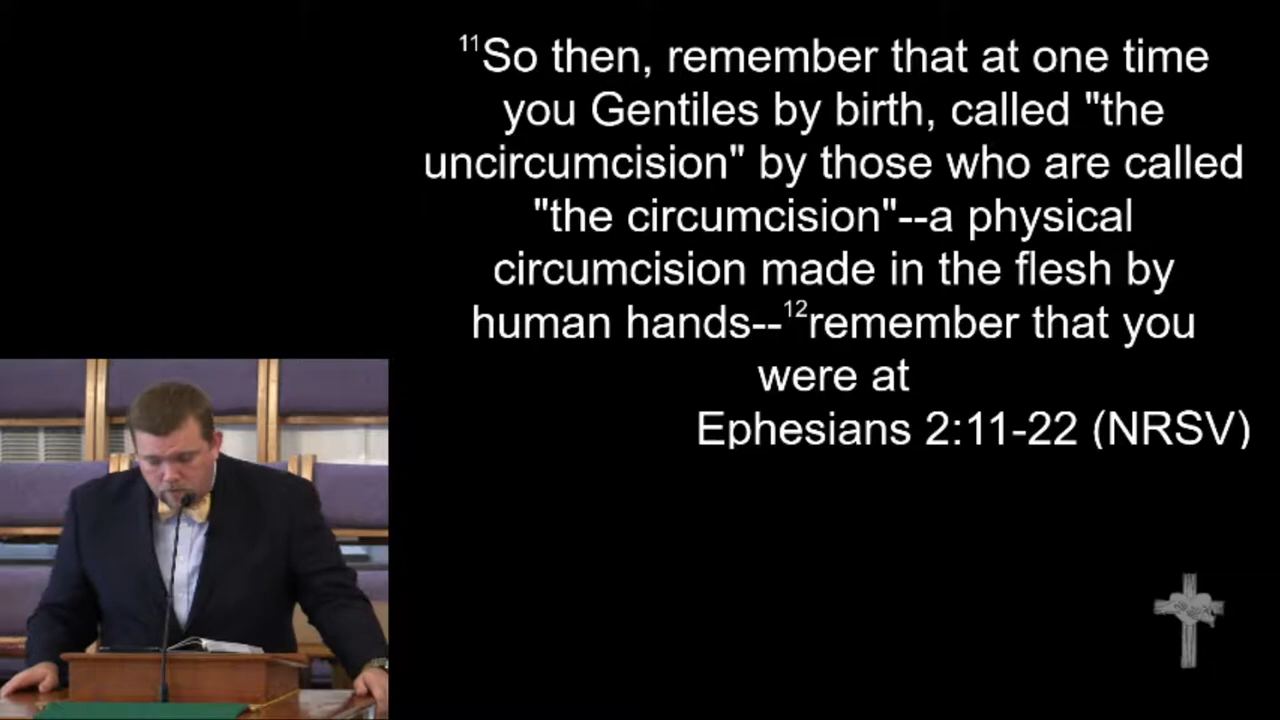 11So then, remember that at one time
you Gentiles by birth, called "the
uncircumcision" by those who are called
"the circumcision"--a physical
circumcision made in the flesh by
human hands--12remember that you
were at
Ephesians 2:11-22 (NRSV)